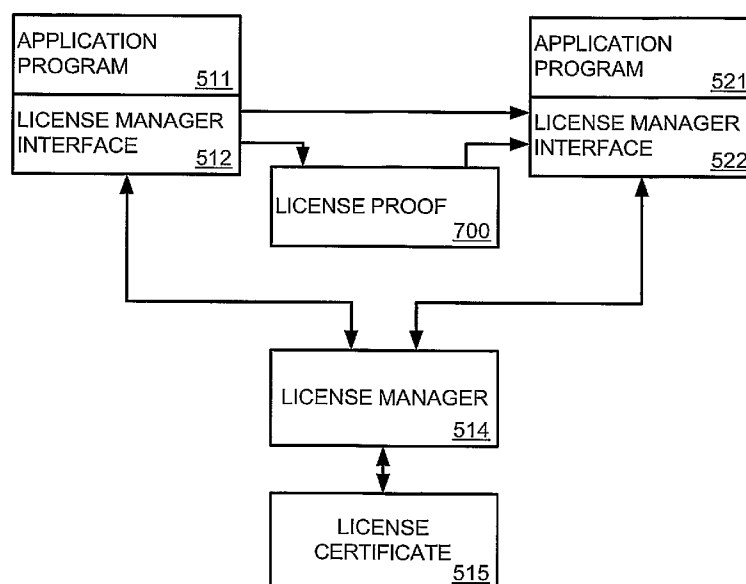 APPLICATION
PROGRAM
511
LICENSE MANAGER
INTERFACE
512
APPLICATION
PROGRAM
521
LICENSE MANAGER
INTERFACE
522
LICENSE PROOF
700
LICENSE MANAGER
514
LICENSE
CERTIFICATE
515